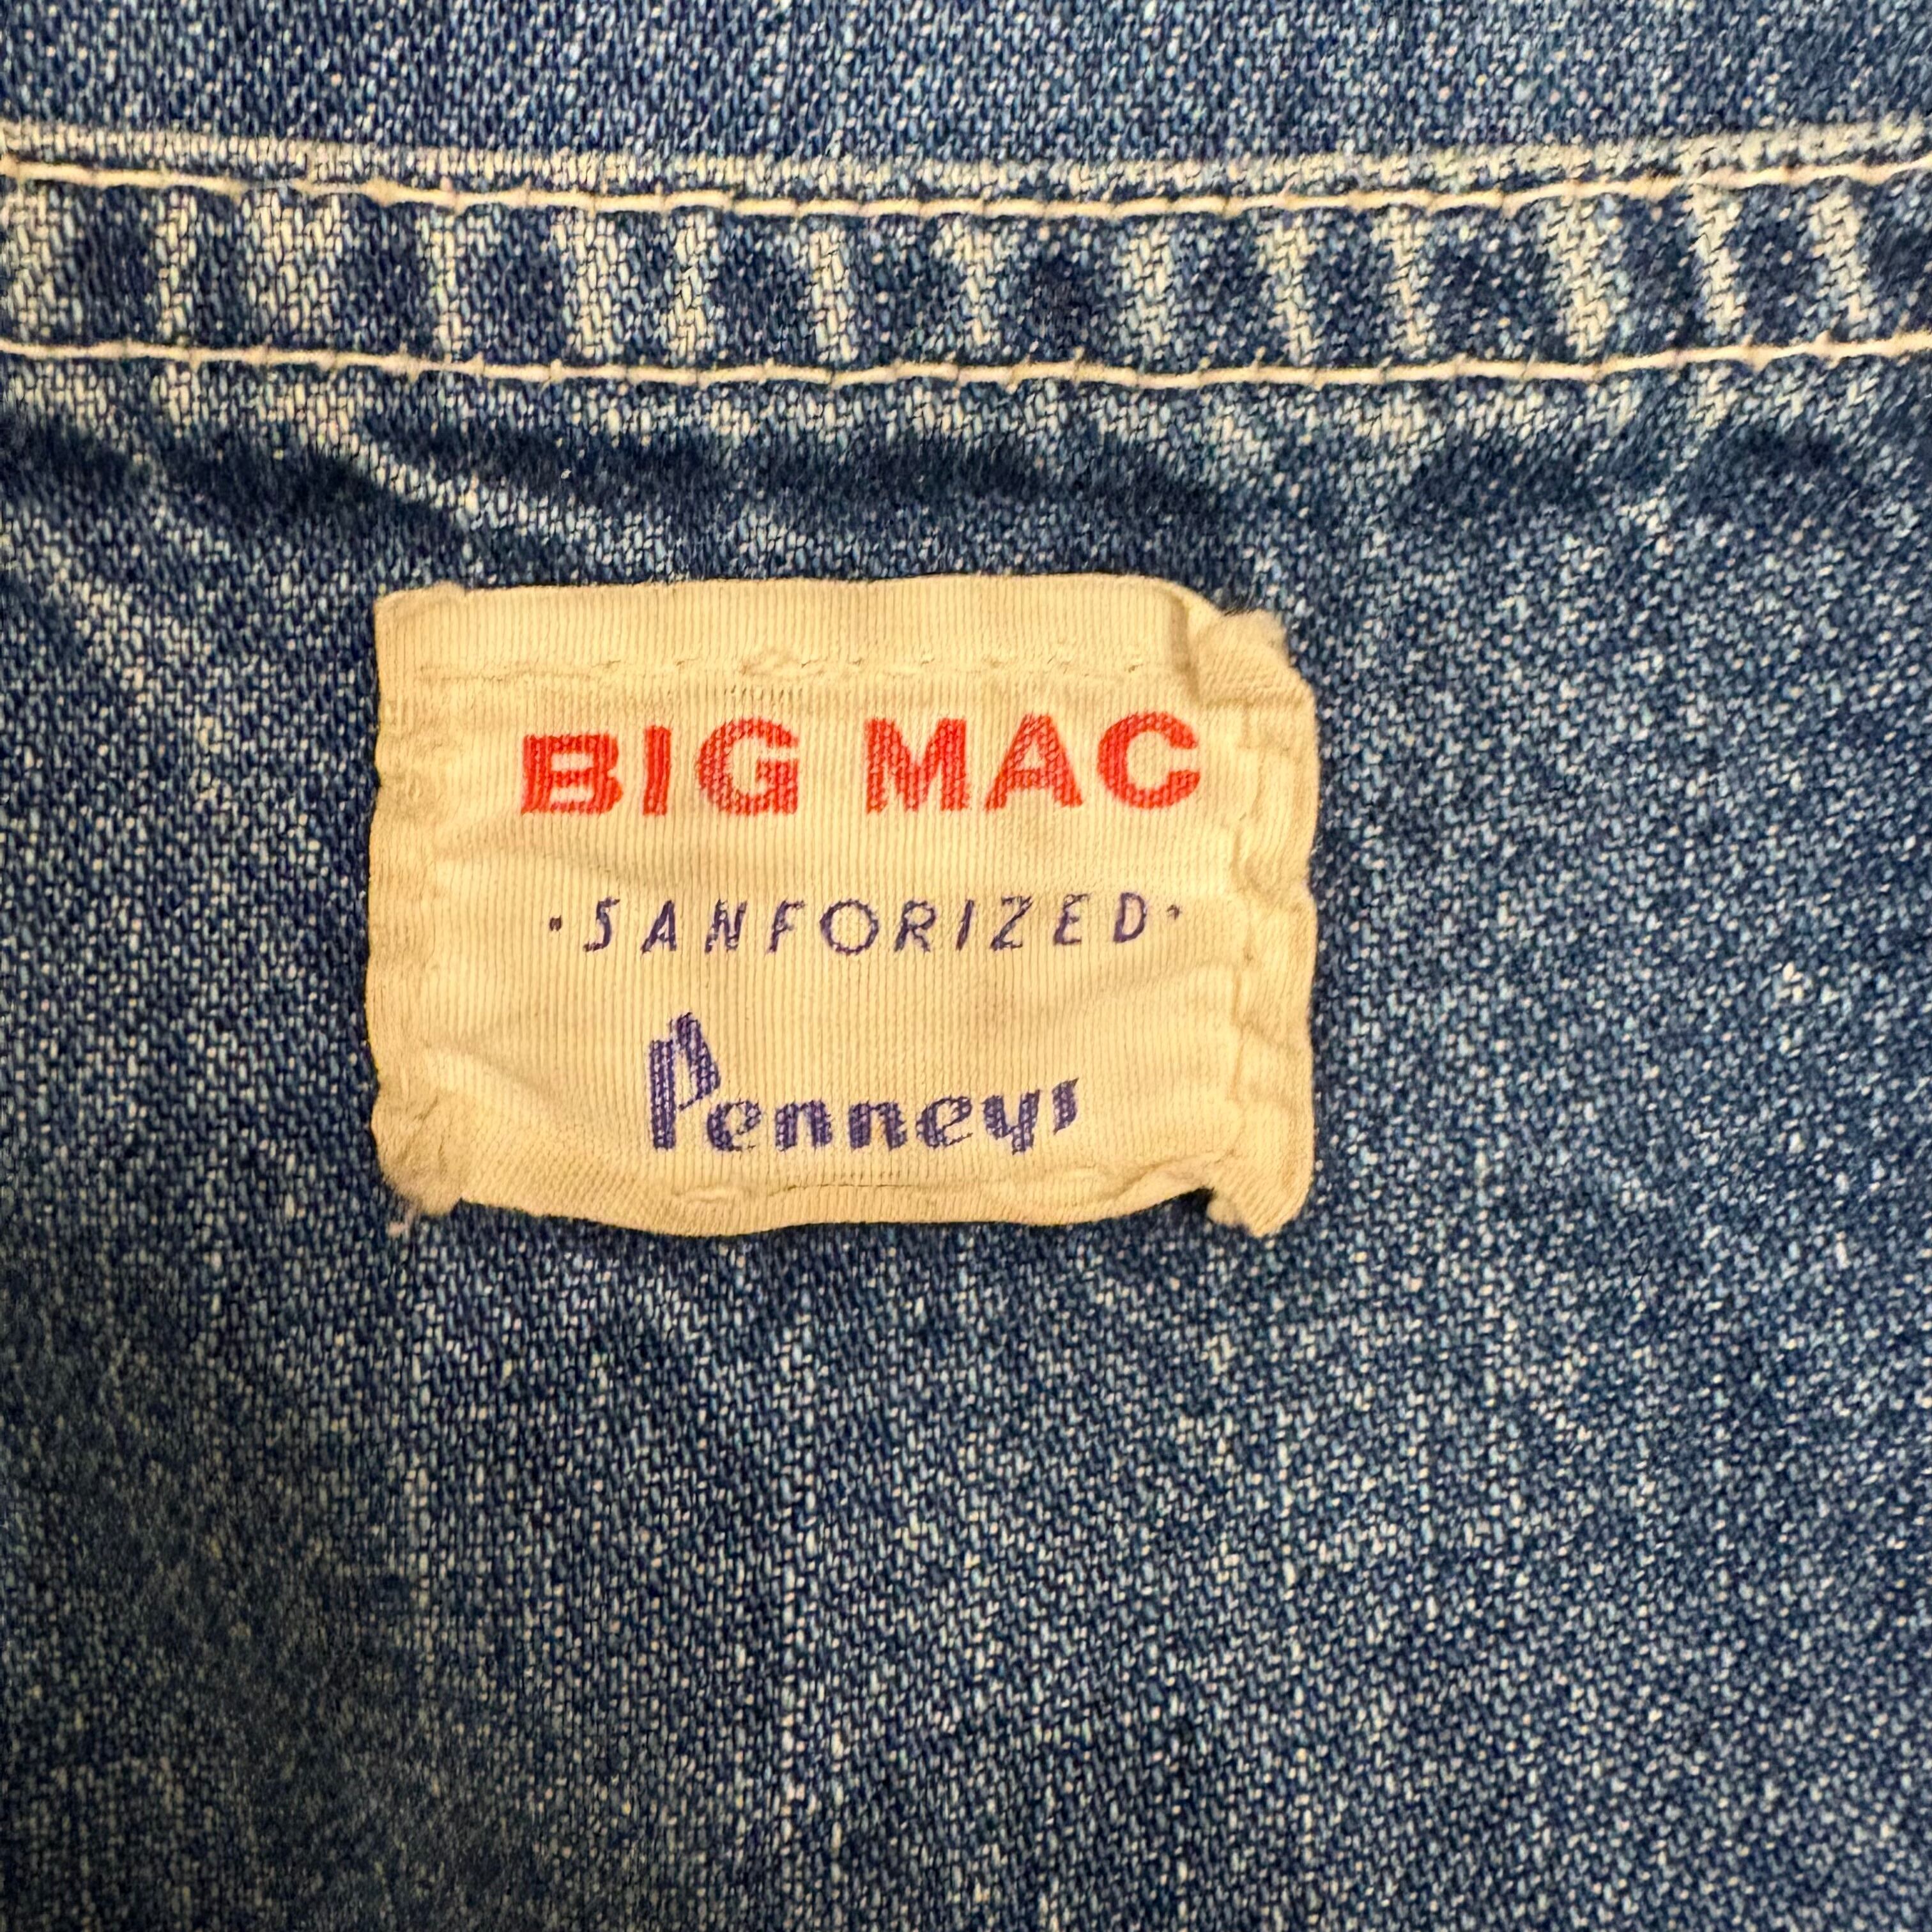 BIG MAC
·SANFORIZED·
Penneys